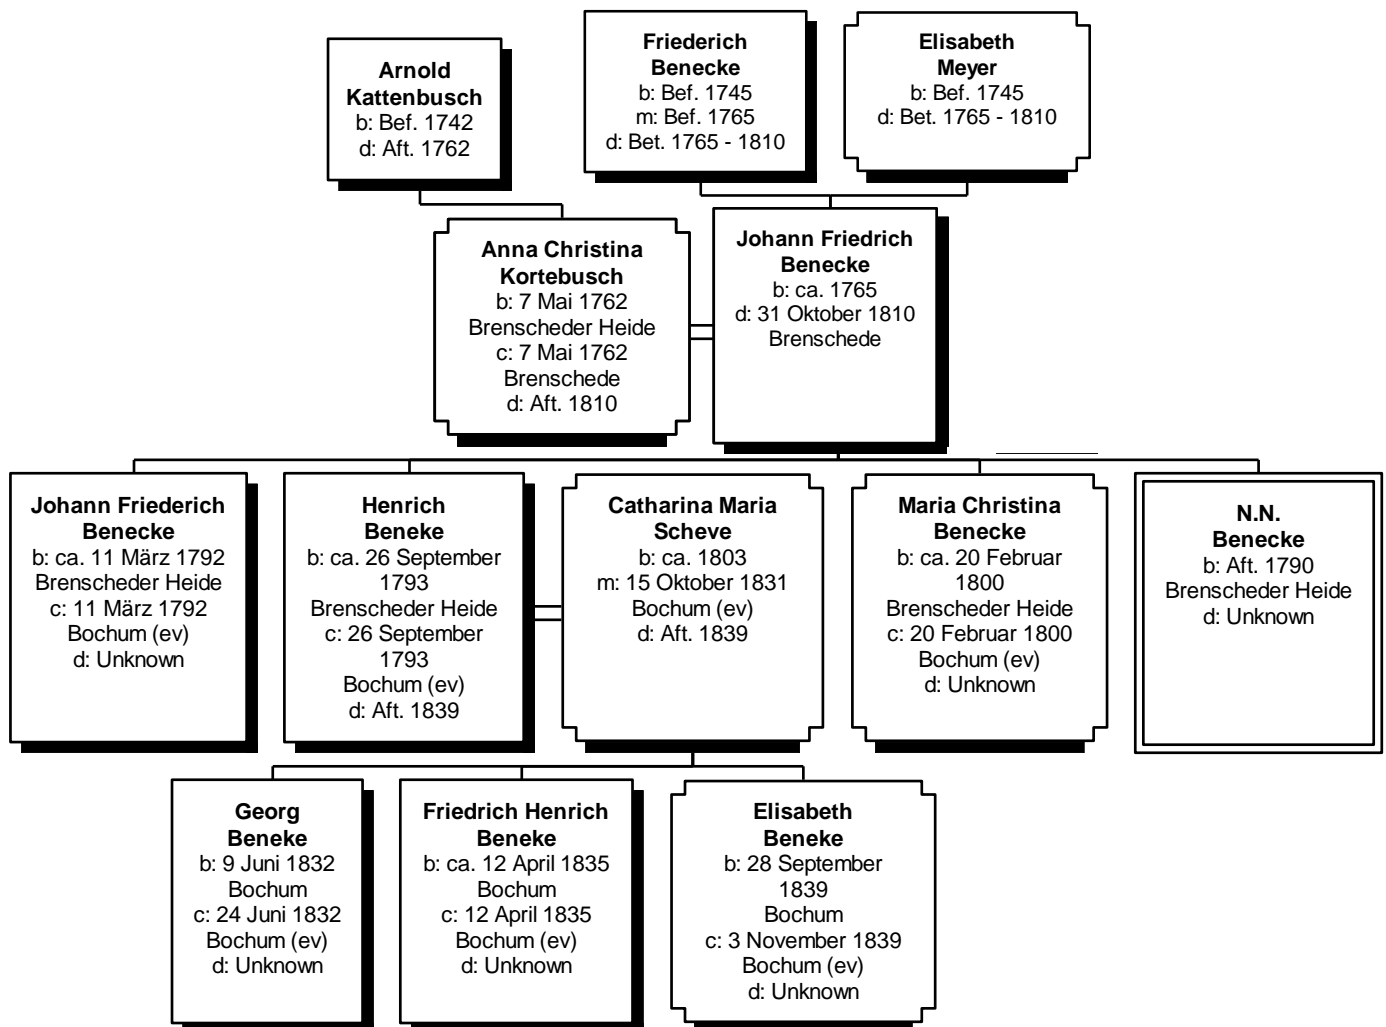 Arnold
Kattenbusch
b: Bef. 1742
d: Aft. 1762
Friederich
Benecke
b: Bef. 1745
m: Bef. 1765
d: Bet. 1765 - 1810
Elisabeth
Meyer
b: Bef. 1745
d: Bet. 1765 - 1810
Anna Christina
Kortebusch
b: 7 Mai 1762
Brenscheder Heide
c: 7 Mai 1762
Brenschede
d: Aft. 1810
Johann Friedrich
Benecke
b: ca. 1765
d: 31 Oktober 1810
Brenschede
Johann Friederich
Benecke
b: ca. 11 März 1792
Brenscheder Heide
c: 11 März 1792
Bochum (ev)
d: Unknown
Henrich
Beneke
b: ca. 26 September
1793
Brenscheder Heide
c: 26 September
1793
Bochum (ev)
d: Aft. 1839
Catharina Maria
Scheve
b: ca. 1803
m: 15 Oktober 1831
Bochum (ev)
d: Aft. 1839
Maria Christina
Benecke
b: ca. 20 Februar
1800
Brenscheder Heide
c: 20 Februar 1800
Bochum (ev)
d: Unknown
N.N.
Benecke
b: Aft. 1790
Brenscheder Heide
d: Unknown
Georg
Beneke
b: 9 Juni 1832
Bochum
c: 24 Juni 1832
Bochum (ev)
d: Unknown
Friedrich Henrich
Beneke
b: ca. 12 April 1835
Bochum
c: 12 April 1835
Bochum (ev)
d: Unknown
Elisabeth
Beneke
b: 28 September
1839
Bochum
c: 3 November 1839
Bochum (ev)
d: Unknown